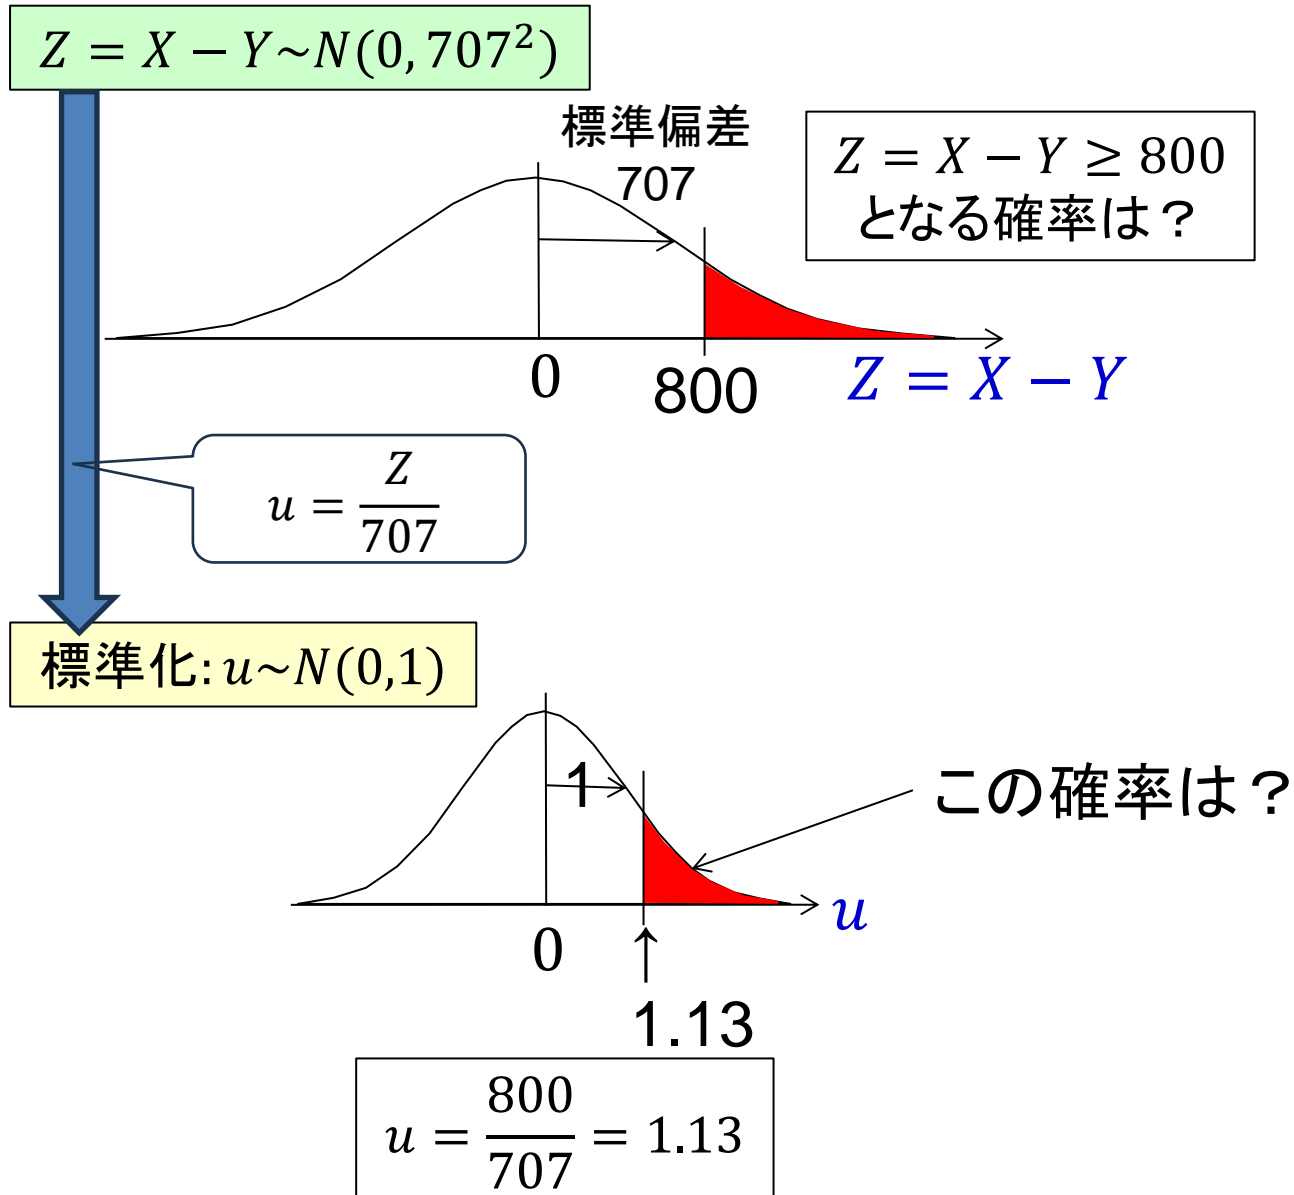 Z = X − Y~N(0, 707²)
標準偏差
707
Z = X − Y ≥ 800
となる確率は？
0
800
Z = X − Y
u = Z/707
標準化: u~N(0,1)
1
この確率は？
u
0
↑
1.13
u = 800/707 = 1.13